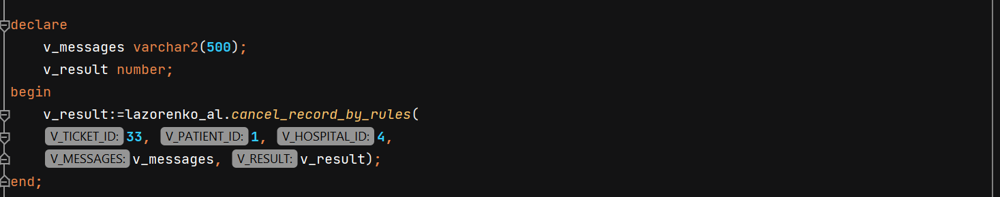 declare
v_messages varchar2(500);
v_result number;
begin
v_result:=lazorenko_al.cancel_record_by_rules(
V_TICKET_ID: 33, V_PATIENT_ID: 1, V_HOSPITAL_ID: 4,
V_MESSAGES: v_messages, V_RESULT: v_result);
end;